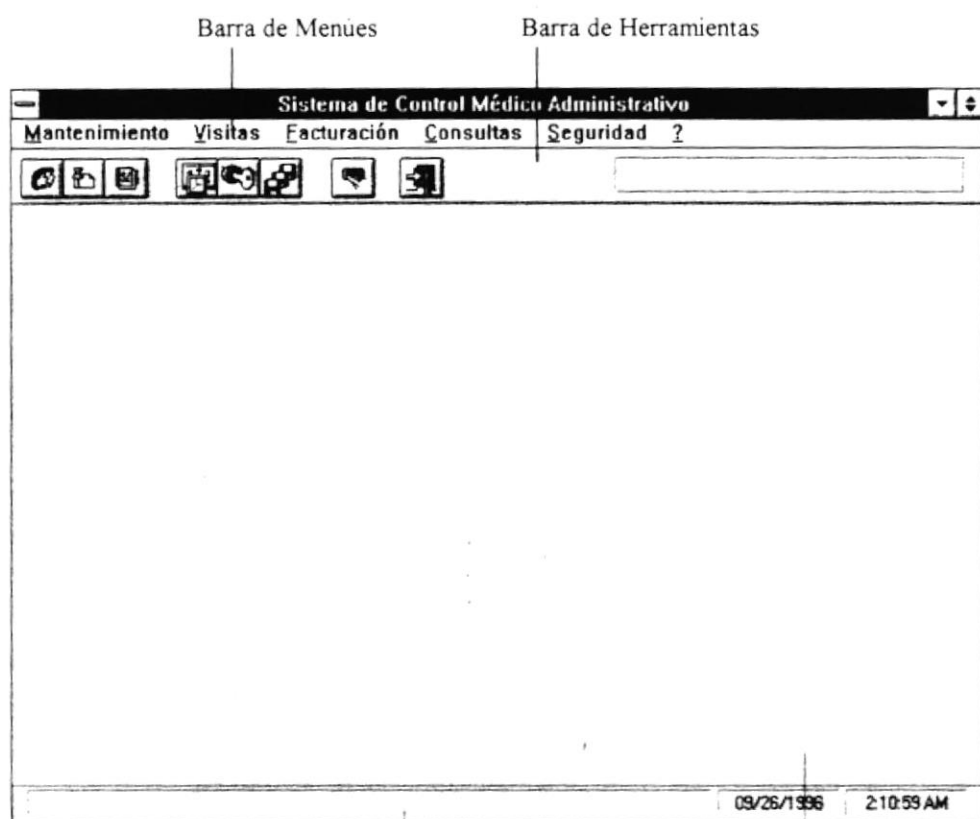 Barra de Menúes Barra de Herramientas
Sistema de Control Médico Administrativo
Mantenimiento Visitas Facturación Consultas Seguridad ?
09/26/1996 2:10:59 AM